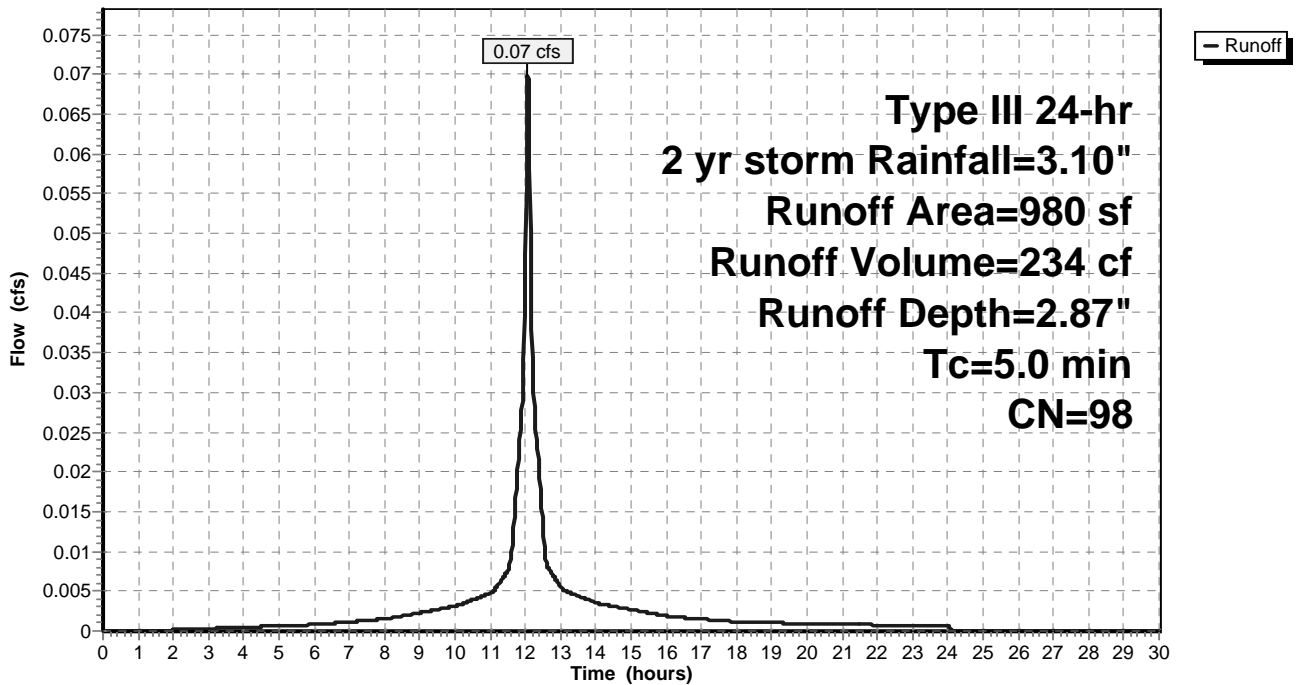 0.075
0.07
0.065
0.06
0.055
0.05
0.045
0.04
0.035
0.03
0.025
0.02
0.015
0.01
0.005
0
Flow (cfs)
0.07 cfs
Runoff
Type III 24-hr
2 yr storm Rainfall=3.10"
Runoff Area=980 sf
Runoff Volume=234 cf
Runoff Depth=2.87"
Tc=5.0 min
CN=98
0 1 2 3 4 5 6 7 8 9 10 11 12 13 14 15 16 17 18 19 20 21 22 23 24 25 26 27 28 29 30
Time (hours)